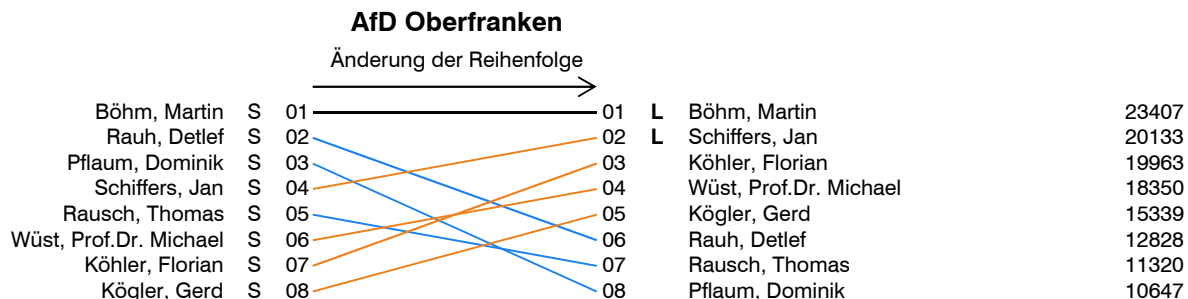 AfD Oberfranken
Änderung der Reihenfolge
Böhm, Martin S 01 01 L Böhm, Martin 23407
Rauh, Detlef S 02 02 L Schiffers, Jan 20133
Pflaum, Dominik S 03 03 Köhler, Florian 19963
Schiffers, Jan S 04 04 Wüst, Prof.Dr. Michael 18350
Rausch, Thomas S 05 05 Kögler, Gerd 15339
Wüst, Prof.Dr. Michael S 06 06 Rauh, Detlef 12828
Köhler, Florian S 07 07 Rausch, Thomas 11320
Kögler, Gerd S 08 08 Pflaum, Dominik 10647